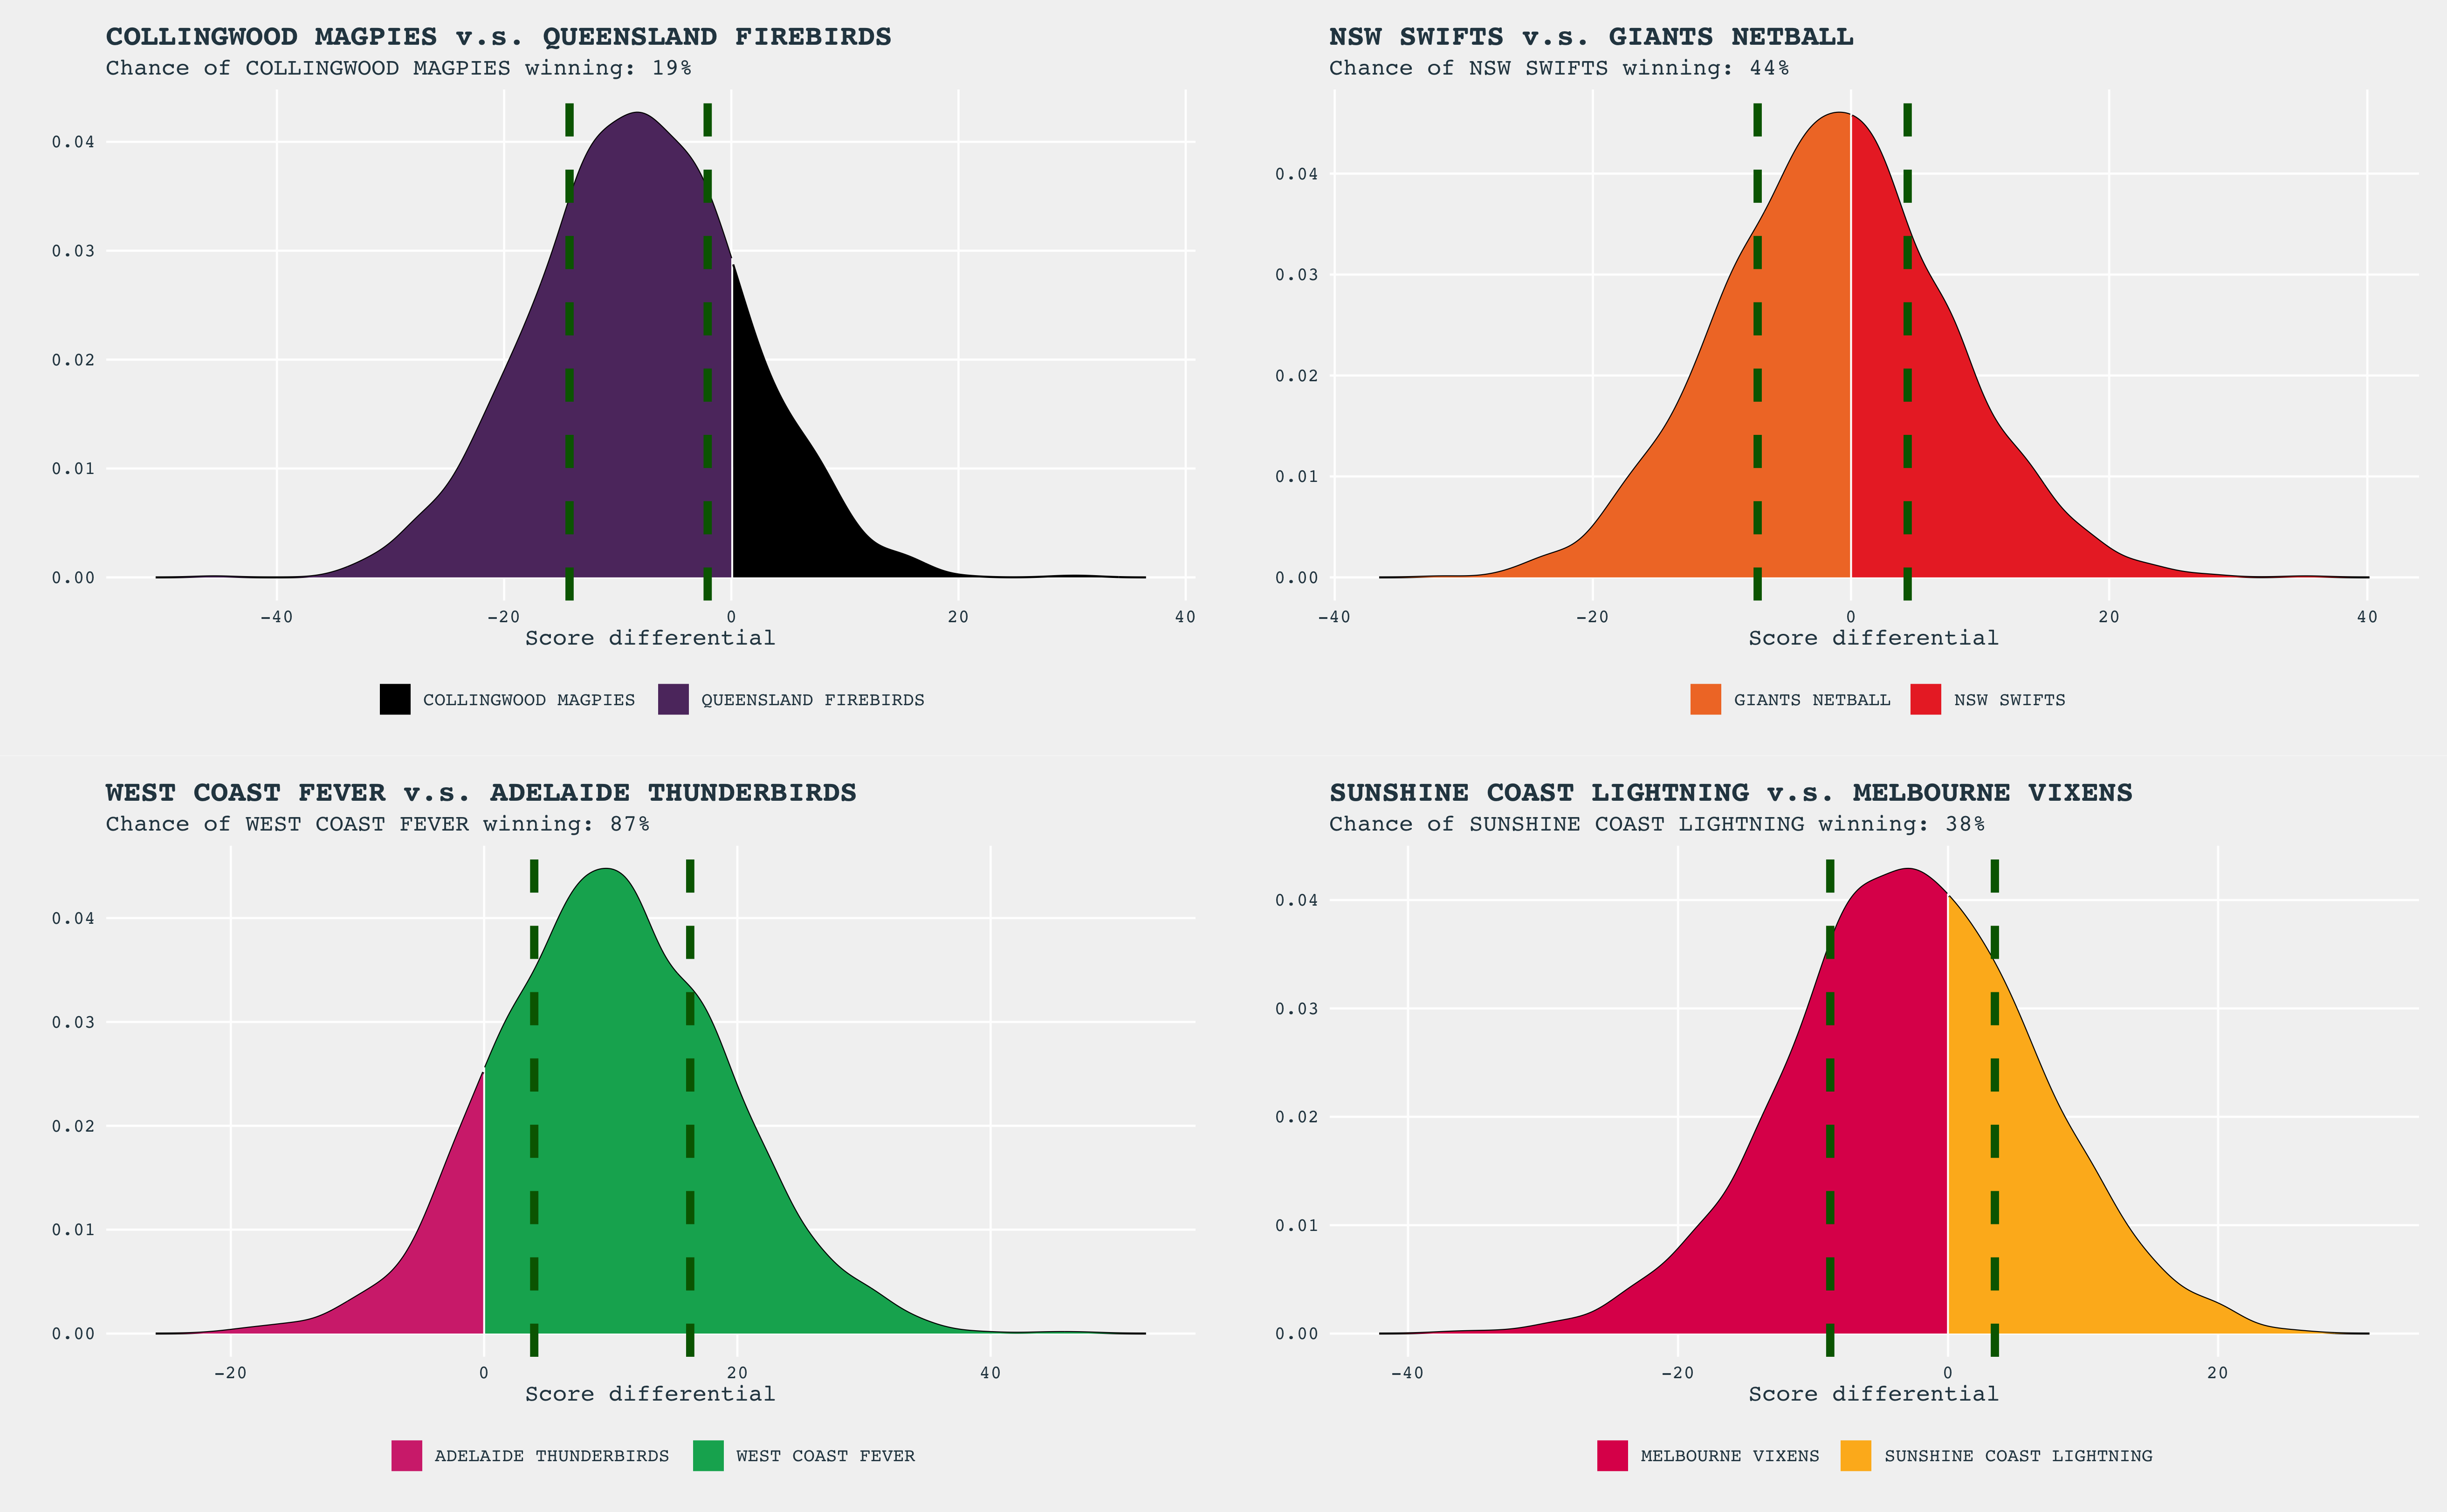 COLLINGWOOD MAGPIES v.s. QUEENSLAND FIREBIRDS
Chance of COLLINGWOOD MAGPIES winning: 19%
0.04
0.03
0.02
0.01
0.00
-40 -20 0 20 40
Score differential
COLLINGWOOD MAGPIES QUEENSLAND FIREBIRDS
NSW SWIFTS v.s. GIANTS NETBALL
Chance of NSW SWIFTS winning: 44%
0.04
0.03
0.02
0.01
0.00
-40 -20 0 20 40
Score differential
GIANTS NETBALL NSW SWIFTS
WEST COAST FEVER v.s. ADELAIDE THUNDERBIRDS
Chance of WEST COAST FEVER winning: 87%
0.04
0.03
0.02
0.01
0.00
-20 0 20 40
Score differential
ADELAIDE THUNDERBIRDS WEST COAST FEVER
SUNSHINE COAST LIGHTNING v.s. MELBOURNE VIXENS
Chance of SUNSHINE COAST LIGHTNING winning: 38%
0.04
0.03
0.02
0.01
0.00
-40 -20 0 20
Score differential
MELBOURNE VIXENS SUNSHINE COAST LIGHTNING